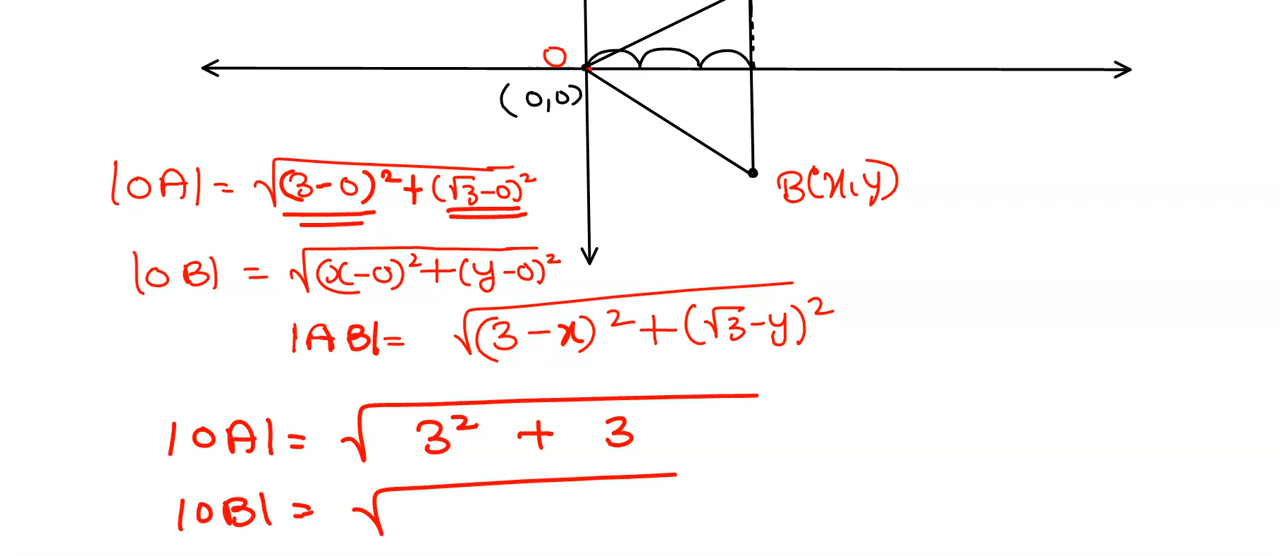 O
(0,0)
B(x,y)
|OA| = √(3-0)²+(√3-0)²
|OB| = √(x-0)²+(y-0)²
|AB| = √(3-x)²+(√3-y)²
|OA| = √3² + 3
|OB| = √